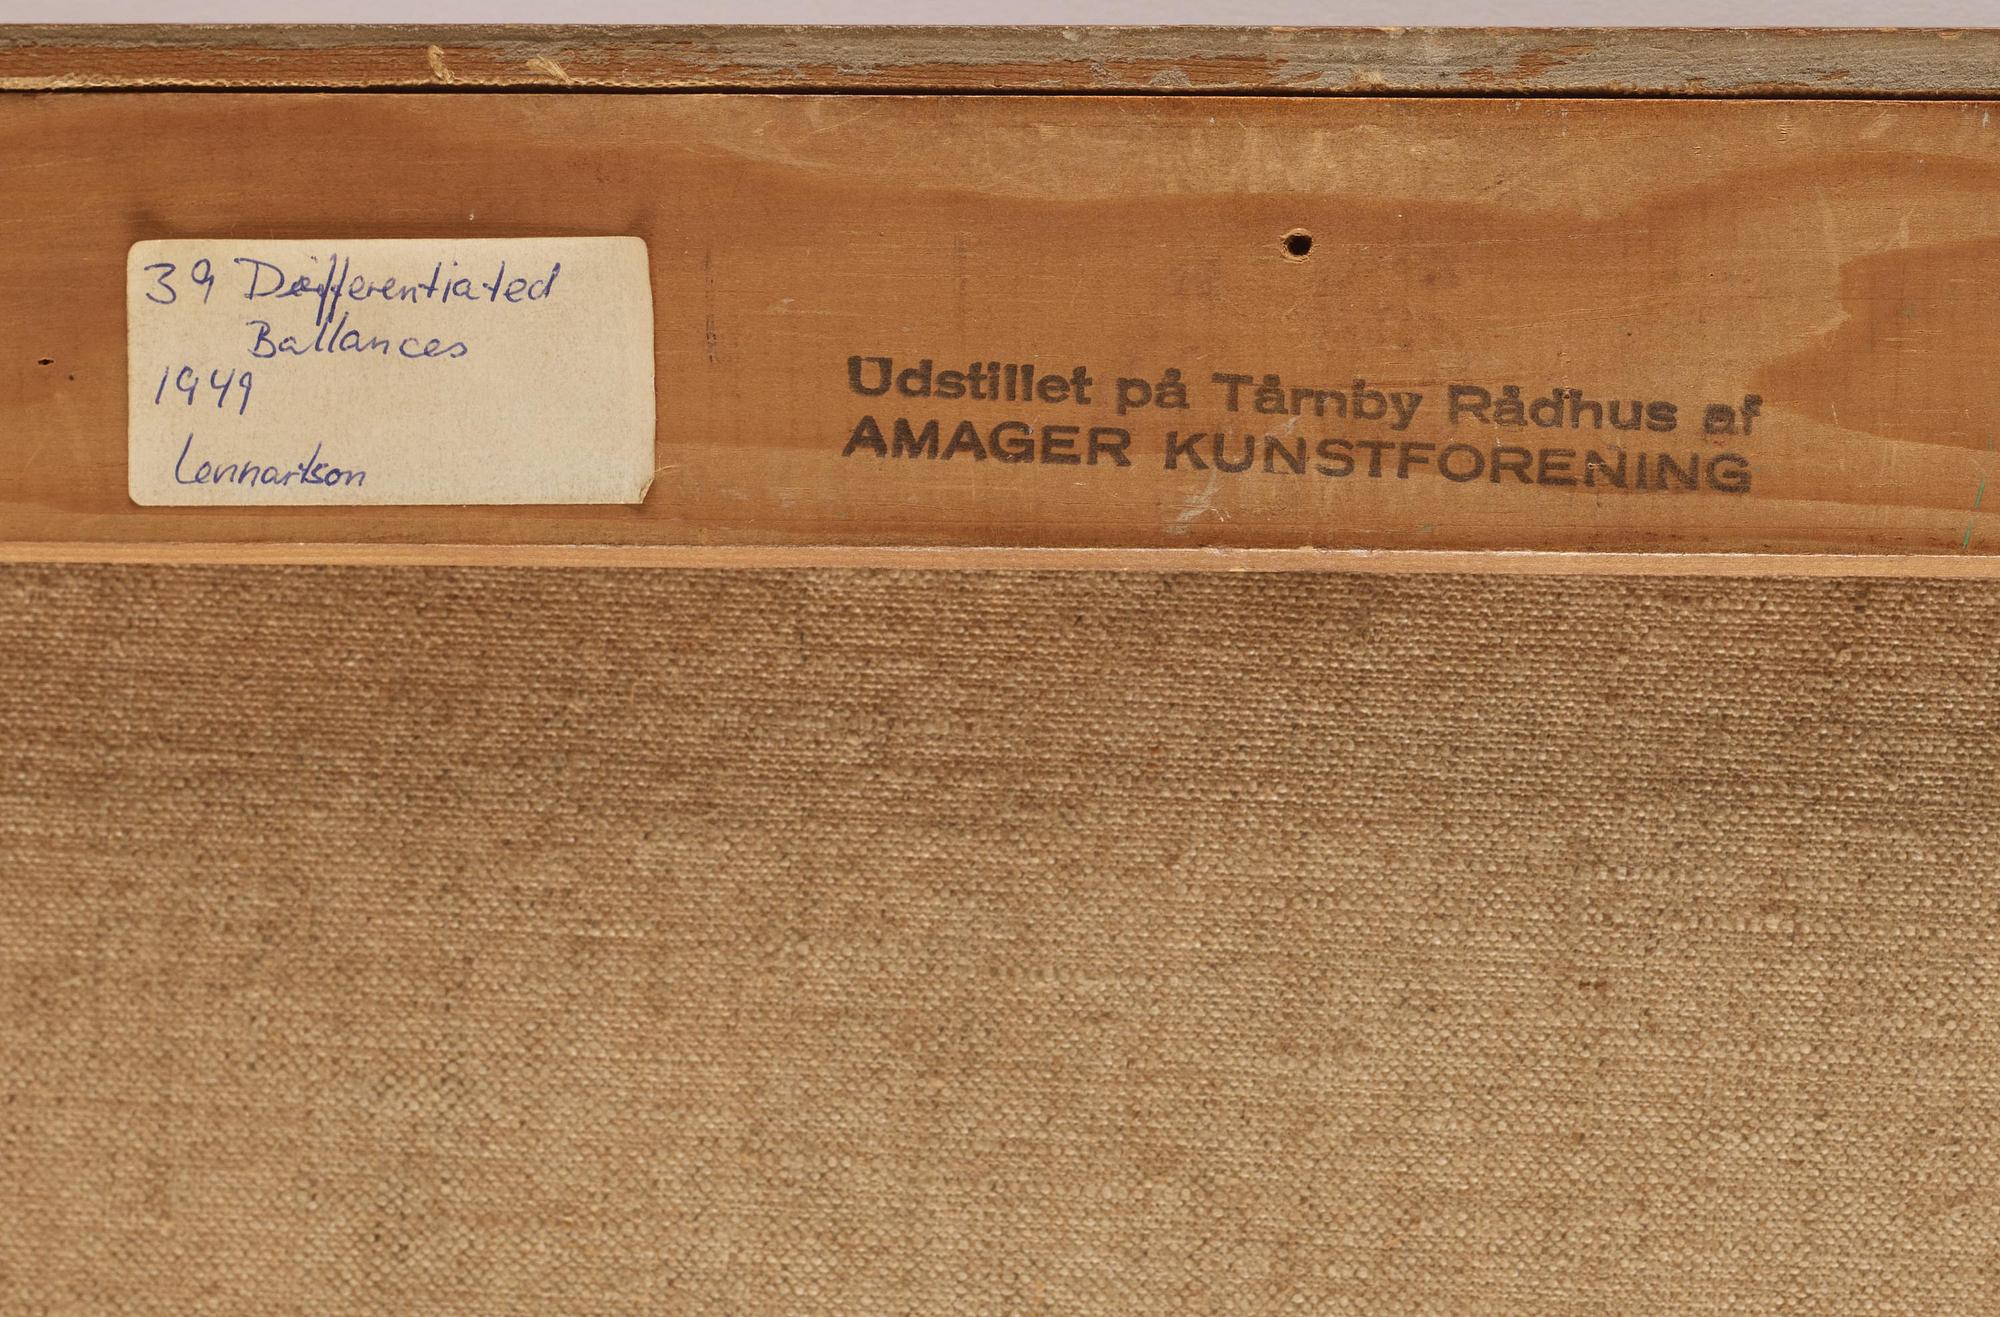 39 Differentiated
Ballances
1949
Lennartson
Udstillet på Tårnby Rådhus af
AMAGER KUNSTFORENING